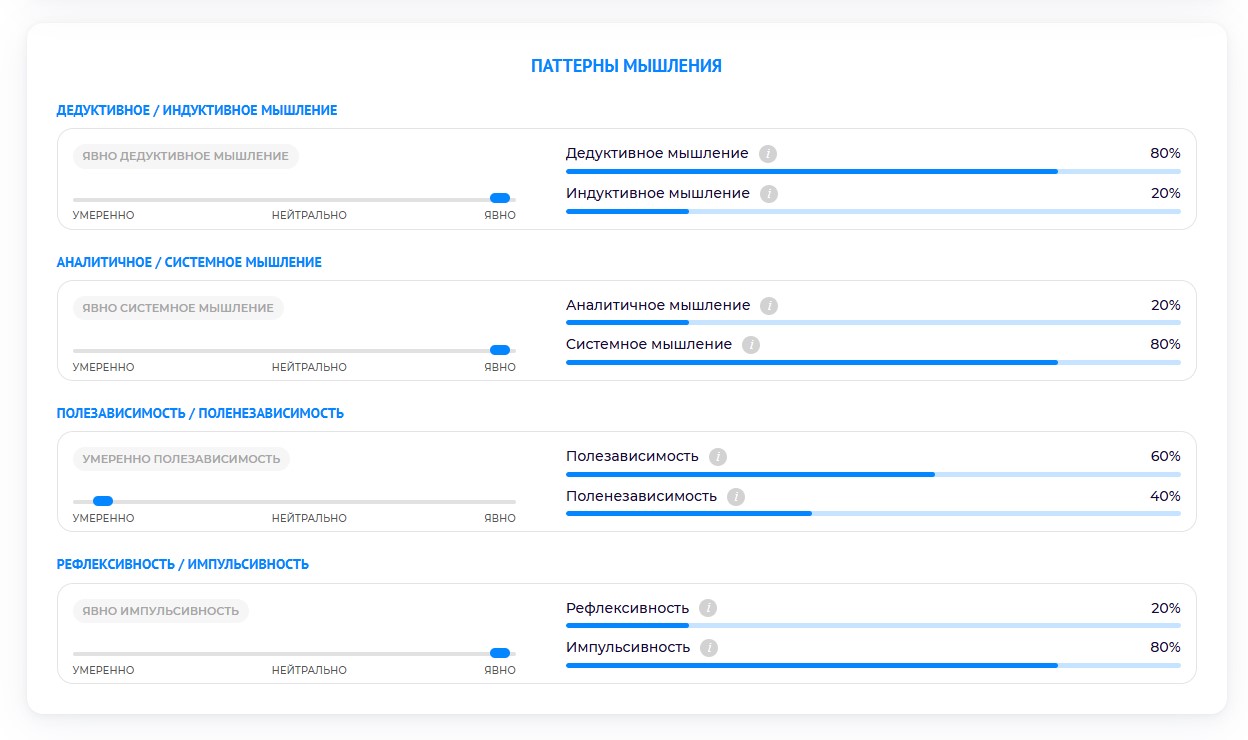 ПАТТЕРНЫ МЫШЛЕНИЯ
ДЕДУКТИВНОЕ / ИНДУКТИВНОЕ МЫШЛЕНИЕ
ЯВНО ДЕДУКТИВНОЕ МЫШЛЕНИЕ
УМЕРЕННО НЕЙТРАЛЬНО ЯВНО
Дедуктивное мышление i 80%
Индуктивное мышление i 20%
АНАЛИТИЧНОЕ / СИСТЕМНОЕ МЫШЛЕНИЕ
ЯВНО СИСТЕМНОЕ МЫШЛЕНИЕ
УМЕРЕННО НЕЙТРАЛЬНО ЯВНО
Аналитичное мышление i 20%
Системное мышление i 80%
ПОЛЕЗАВИСИМОСТЬ / ПОЛЕНЕЗАВИСИМОСТЬ
УМЕРЕННО ПОЛЕЗАВИСИМОСТЬ
УМЕРЕННО НЕЙТРАЛЬНО ЯВНО
Полезависимость i 60%
Поленезависимость i 40%
РЕФЛЕКСИВНОСТЬ / ИМПУЛЬСИВНОСТЬ
ЯВНО ИМПУЛЬСИВНОСТЬ
УМЕРЕННО НЕЙТРАЛЬНО ЯВНО
Рефлексивность i 20%
Импульсивность i 80%